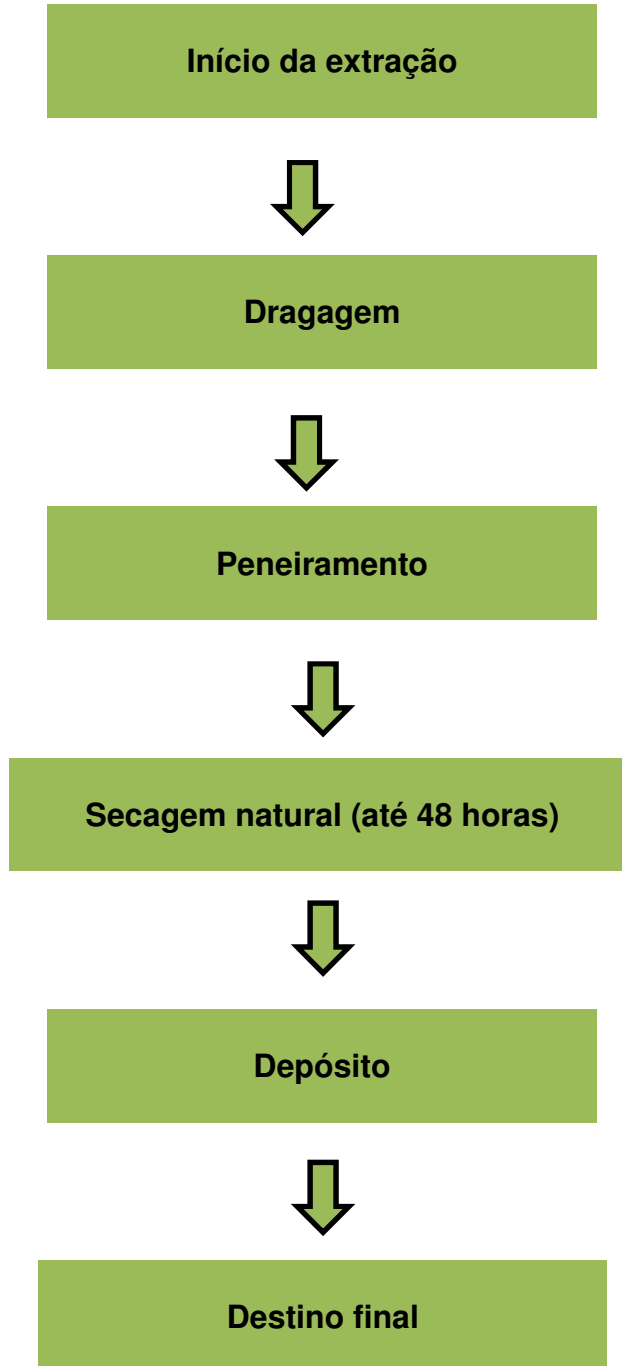 Início da extração
Dragagem
Peneiramento
Secagem natural (até 48 horas)
Depósito
Destino final